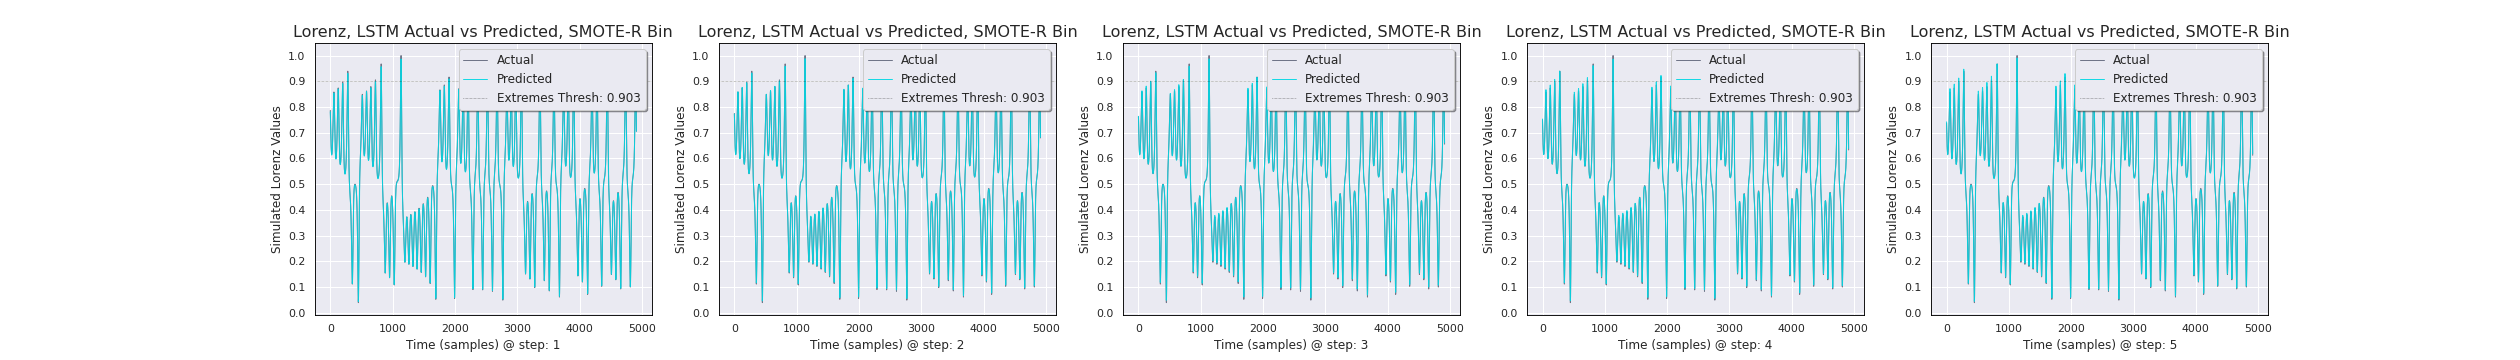 Lorenz, LSTM Actual vs Predicted, SMOTE-R Bin
1.0
0.9
0.8
0.7
0.6
0.5
0.4
0.3
0.2
0.1
0.0
Simulated Lorenz Values
Actual
Predicted
Extremes Thresh: 0.903
0 1000 2000 3000 4000 5000
Time (samples) @ step: 1
Lorenz, LSTM Actual vs Predicted, SMOTE-R Bin
1.0
0.9
0.8
0.7
0.6
0.5
0.4
0.3
0.2
0.1
0.0
Simulated Lorenz Values
Actual
Predicted
Extremes Thresh: 0.903
0 1000 2000 3000 4000 5000
Time (samples) @ step: 2
Lorenz, LSTM Actual vs Predicted, SMOTE-R Bin
1.0
0.9
0.8
0.7
0.6
0.5
0.4
0.3
0.2
0.1
0.0
Simulated Lorenz Values
Actual
Predicted
Extremes Thresh: 0.903
0 1000 2000 3000 4000 5000
Time (samples) @ step: 3
Lorenz, LSTM Actual vs Predicted, SMOTE-R Bin
1.0
0.9
0.8
0.7
0.6
0.5
0.4
0.3
0.2
0.1
0.0
Simulated Lorenz Values
Actual
Predicted
Extremes Thresh: 0.903
0 1000 2000 3000 4000 5000
Time (samples) @ step: 4
Lorenz, LSTM Actual vs Predicted, SMOTE-R Bin
1.0
0.9
0.8
0.7
0.6
0.5
0.4
0.3
0.2
0.1
0.0
Simulated Lorenz Values
Actual
Predicted
Extremes Thresh: 0.903
0 1000 2000 3000 4000 5000
Time (samples) @ step: 5